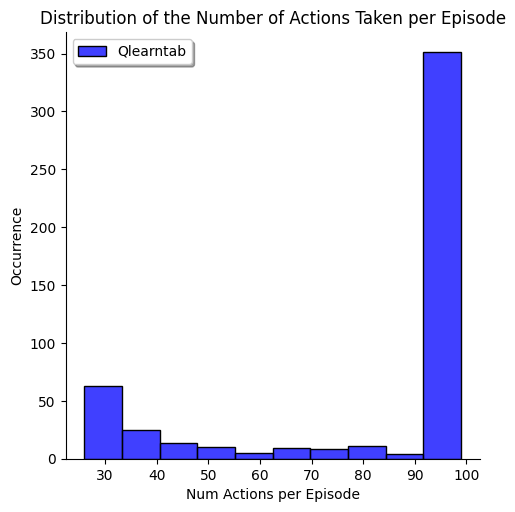 Distribution of the Number of Actions Taken per Episode
Qlearntab
350
300
250
200
150
100
50
0
Occurrence
30 40 50 60 70 80 90 100
Num Actions per Episode